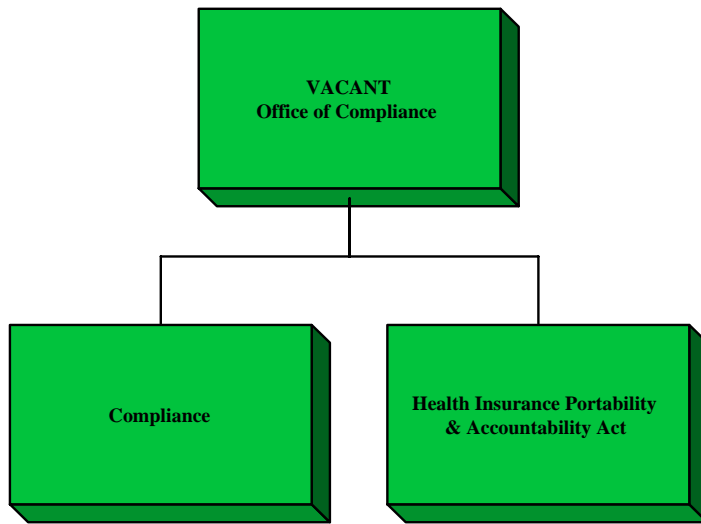 VACANT
Office of Compliance
Compliance
Health Insurance Portability
& Accountability Act